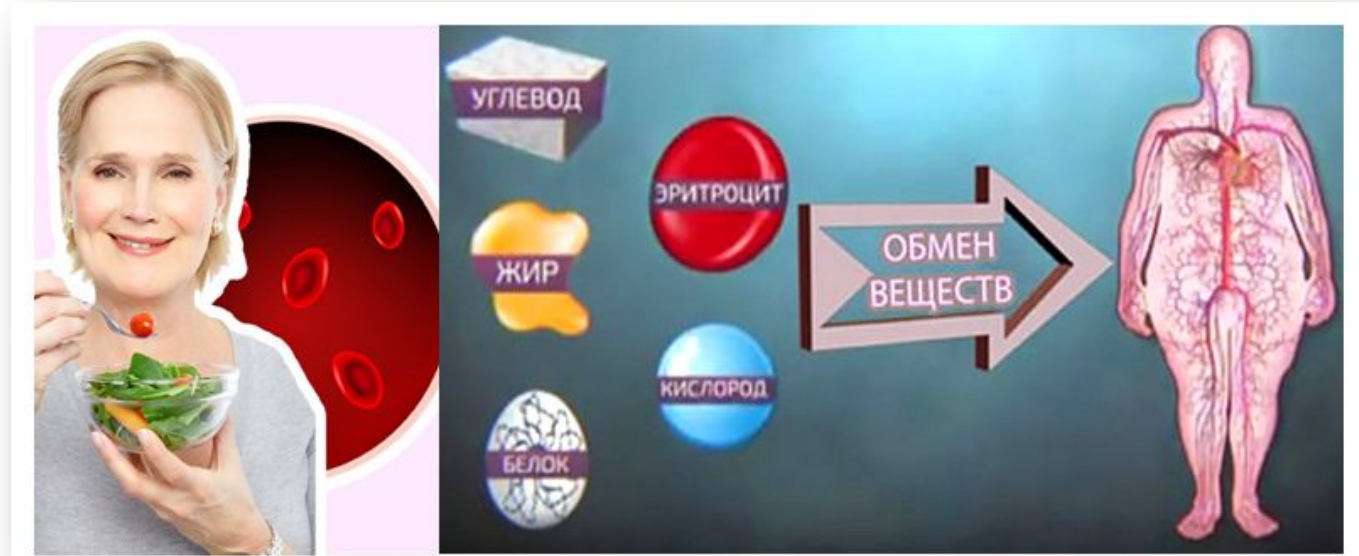 УГЛЕВОД
ЭРИТРОЦИТ
ЖИР
ОБМЕН
ВЕЩЕСТВ
КИСЛОРОД
БЕЛОК